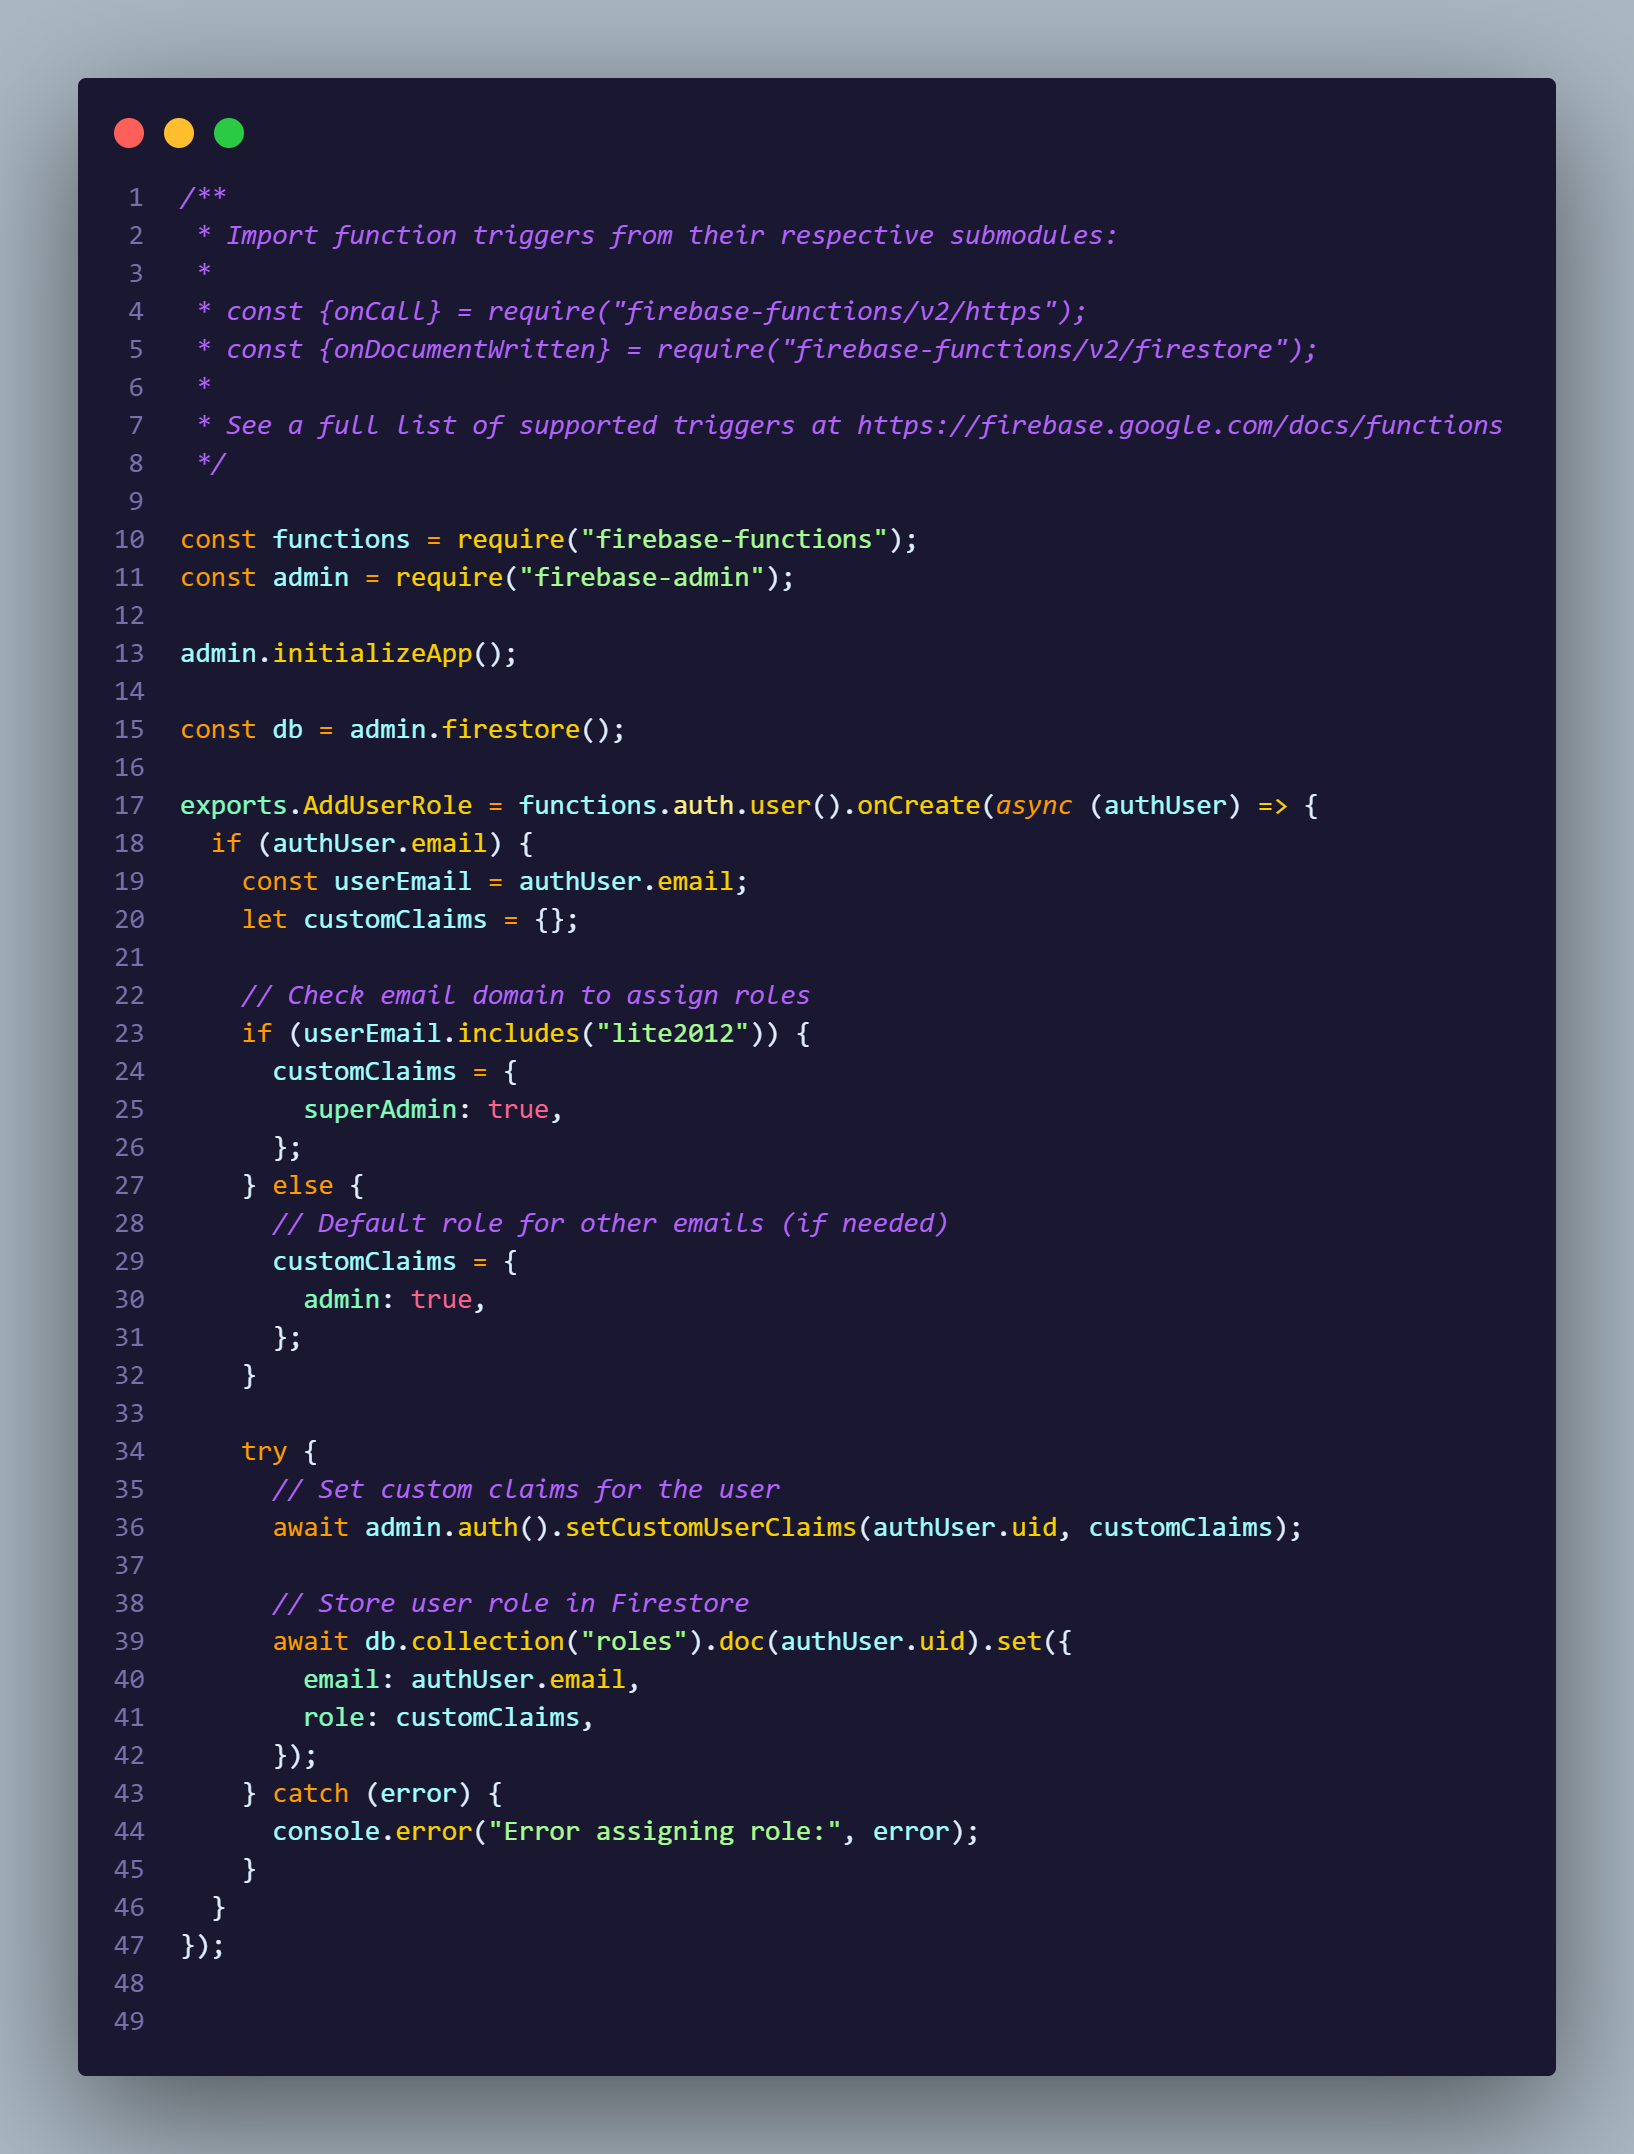 1 /**
2  * Import function triggers from their respective submodules:
3  *
4  * const {onCall} = require("firebase-functions/v2/https");
5  * const {onDocumentWritten} = require("firebase-functions/v2/firestore");
6  *
7  * See a full list of supported triggers at https://firebase.google.com/docs/functions
8  */
9
10 const functions = require("firebase-functions");
11 const admin = require("firebase-admin");
12
13 admin.initializeApp();
14
15 const db = admin.firestore();
16
17 exports.AddUserRole = functions.auth.user().onCreate(async (authUser) => {
18   if (authUser.email) {
19     const userEmail = authUser.email;
20     let customClaims = {};
21
22     // Check email domain to assign roles
23     if (userEmail.includes("lite2012")) {
24       customClaims = {
25         superAdmin: true,
26       };
27     } else {
28       // Default role for other emails (if needed)
29       customClaims = {
30         admin: true,
31       };
32     }
33
34     try {
35       // Set custom claims for the user
36       await admin.auth().setCustomUserClaims(authUser.uid, customClaims);
37
38       // Store user role in Firestore
39       await db.collection("roles").doc(authUser.uid).set({
40         email: authUser.email,
41         role: customClaims,
42       });
43     } catch (error) {
44       console.error("Error assigning role:", error);
45     }
46   }
47 });
48
49